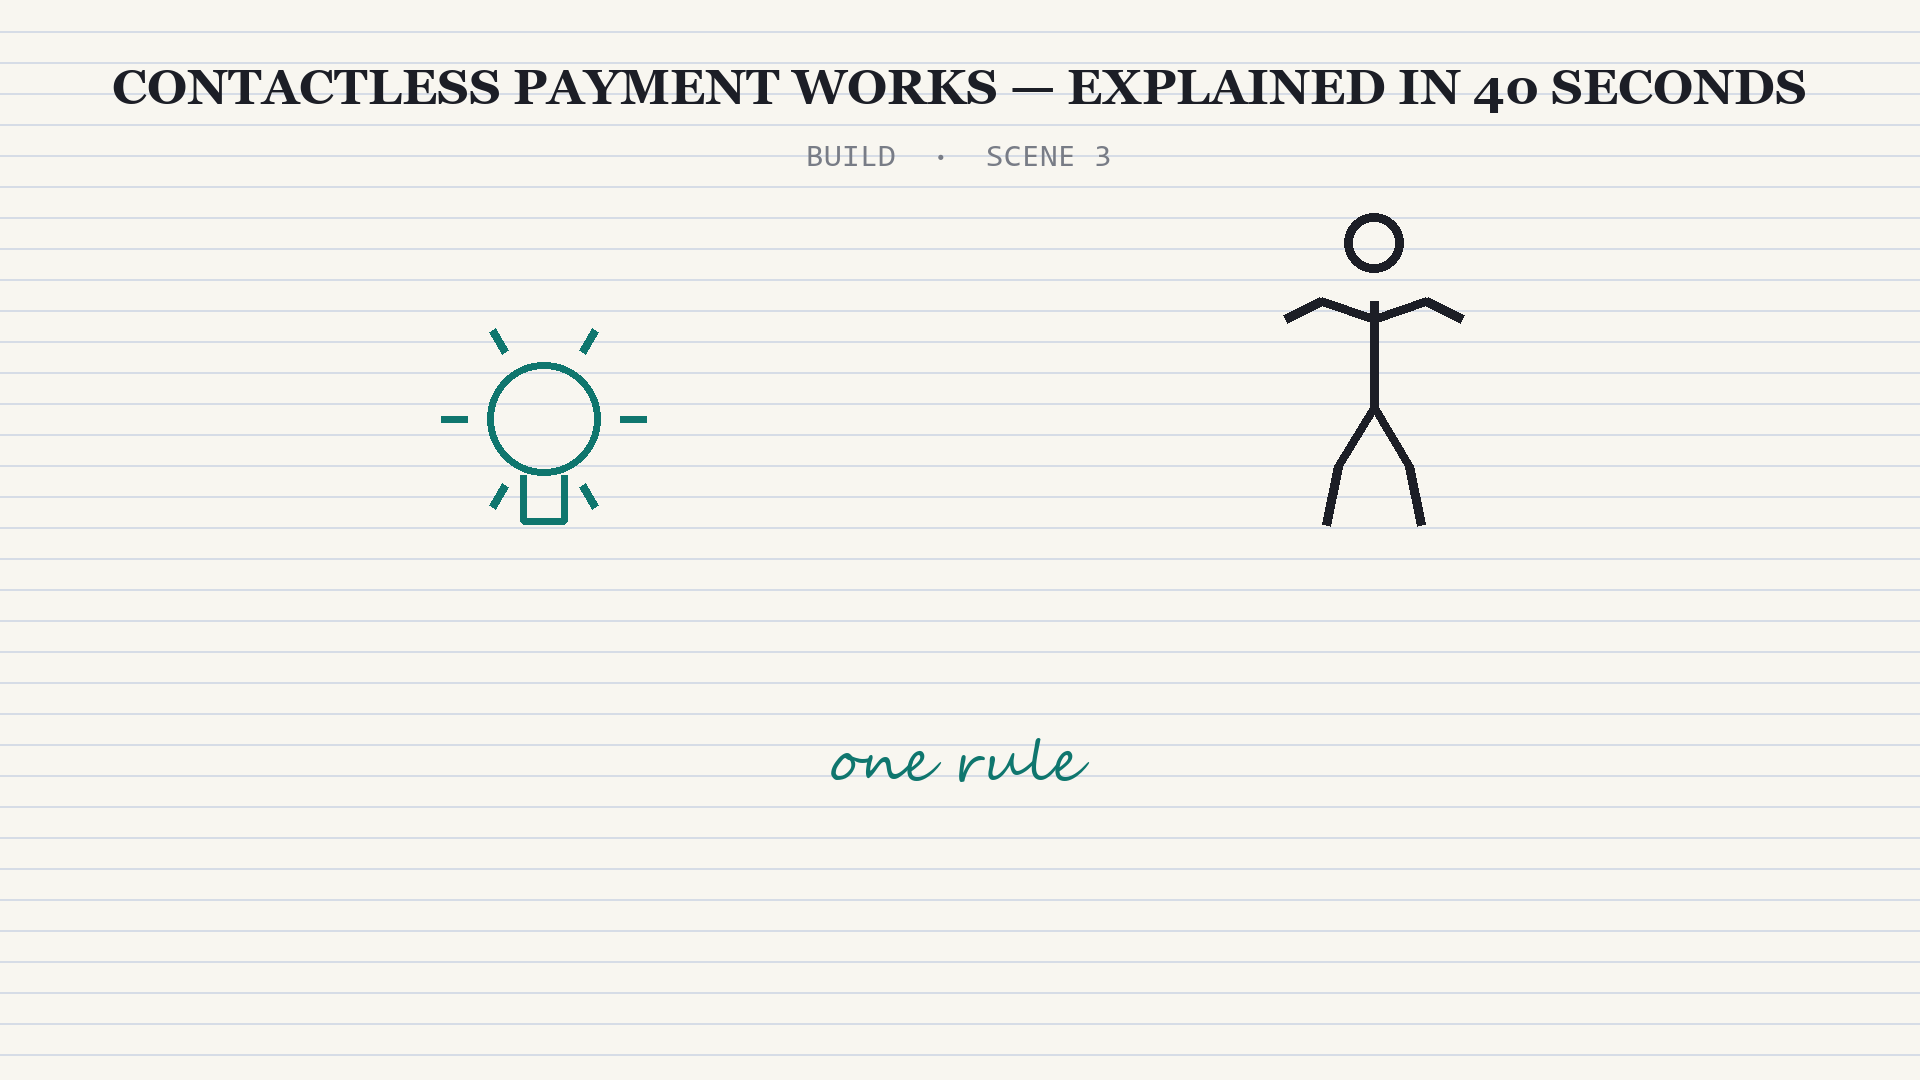 CONTACTLESS PAYMENT WORKS — EXPLAINED IN 40 SECONDS
BUILD · SCENE 3
one rule